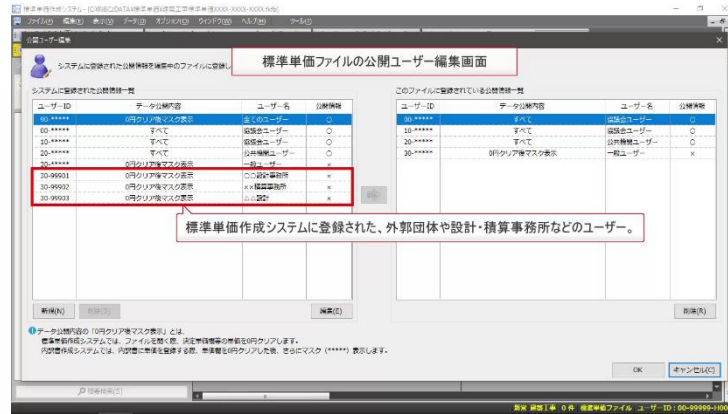 標準単価作成システム
ファイル(F) 編集(E) 表示(V) データ(D) オプション(O) ウィンドウ(W) ヘルプ(H) ツール(T)
公開ユーザー編集
標準単価ファイルの公開ユーザー編集画面
システムに登録された公開情報を編集中のファイルに登録し
システムに登録された公開情報一覧
このファイルに登録されている公開情報一覧
ユーザーID データ公開内容 ユーザー名 公開情報
00-***** 0円クリア後マスク表示 全てのユーザー ○
00-***** すべて 協議会ユーザー ○
10-***** すべて 協議会ユーザー ○
20-***** すべて 公共機関ユーザー ○
30-***** 0円クリア後マスク表示 一般ユーザー ×
30-99901 0円クリア後マスク表示 ○○設計事務所 ×
30-99902 0円クリア後マスク表示 ××積算事務所 ×
30-99903 0円クリア後マスク表示 △△設計 ×
ユーザーID データ公開内容 ユーザー名 公開情報
00-***** すべて 協議会ユーザー ○
10-***** すべて 協議会ユーザー ○
20-***** すべて 公共機関ユーザー ○
30-***** 0円クリア後マスク表示 一般ユーザー ×
標準単価作成システムに登録された、外郭団体や設計・積算事務所などのユーザー。
新規(N) 削除(D) 編集(E) 削除(R)
データ公開内容の「0円クリア後マスク表示」とは、
標準単価作成システムでは、ファイルを開く際、決定単価欄等の単価を0円クリアします。
内訳書作成システムでは、内訳書に単価を登録する際、単価欄を0円クリアした後、さらにマスク（*****）表示します。
OK キャンセル(C)
新営 建築工事 0件 標準単価ファイル ユーザーID：00-99999-H00